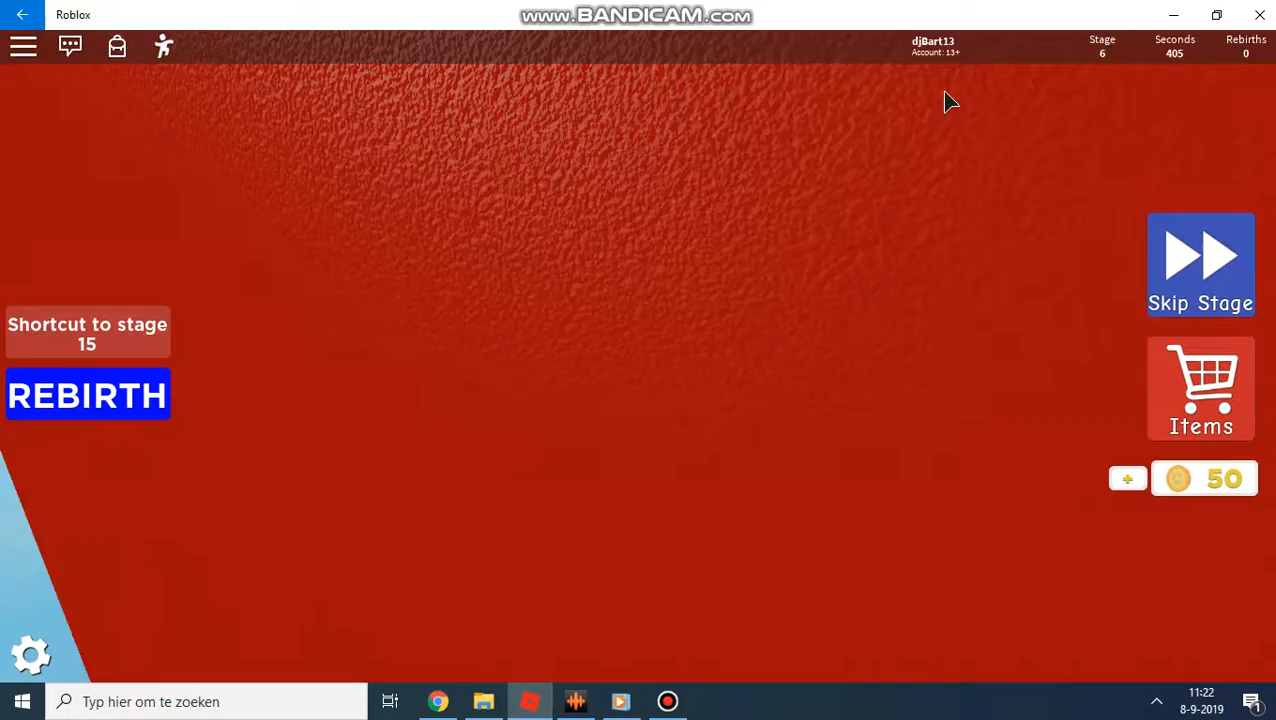 Roblox
www.BANDICAM.com
djBart13
Account: 13+
Stage
6
Seconds
405
Rebirths
0
Skip Stage
Shortcut to stage
15
REBIRTH
Items
+
50
Typ hier om te zoeken
11:22
8-9-2019
1